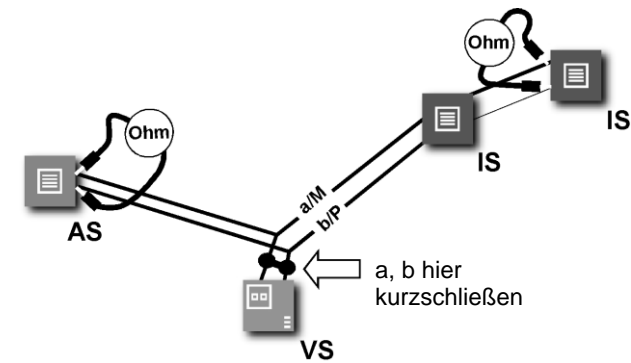 Ohm
IS
IS
Ohm
a/M
b/P
AS
a, b hier
kurzschließen
VS